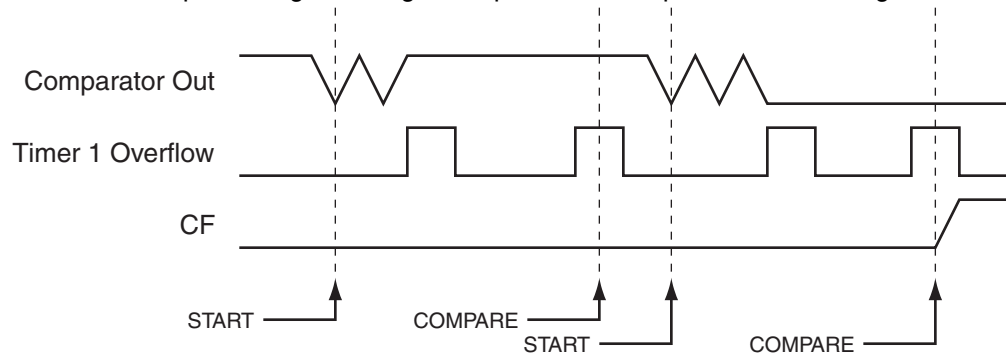 Comparator Out
Timer 1 Overflow
CF
START
COMPARE
START
COMPARE